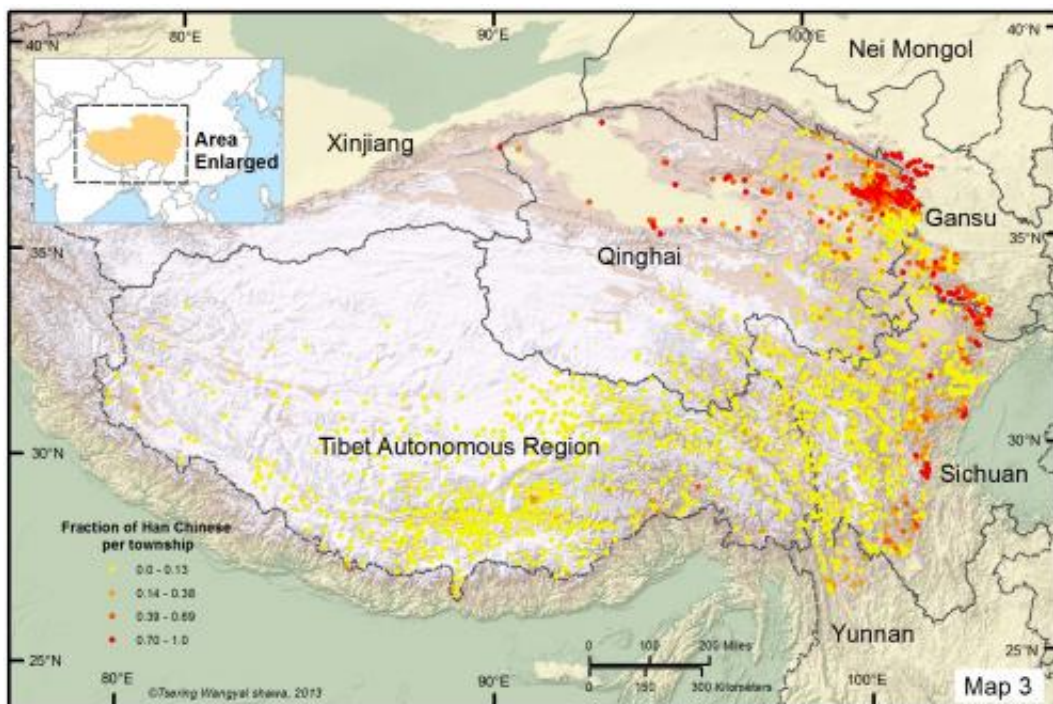 80°E
90°E
100°E
40°N
40°N
Nei Mongol
Area
Enlarged
Xinjiang
Gansu
35°N
35°N
Qinghai
Tibet Autonomous Region
30°N
30°N
Sichuan
Fraction of Han Chinese
per township
0.0 - 0.13
0.14 - 0.38
0.39 - 0.69
0.70 - 1.0
Yunnan
0 100 200 Miles
0 150 300 Kilometers
25°N
25°N
80°E
90°E
100°E
©Tsering Wangyal shawa, 2013
Map 3